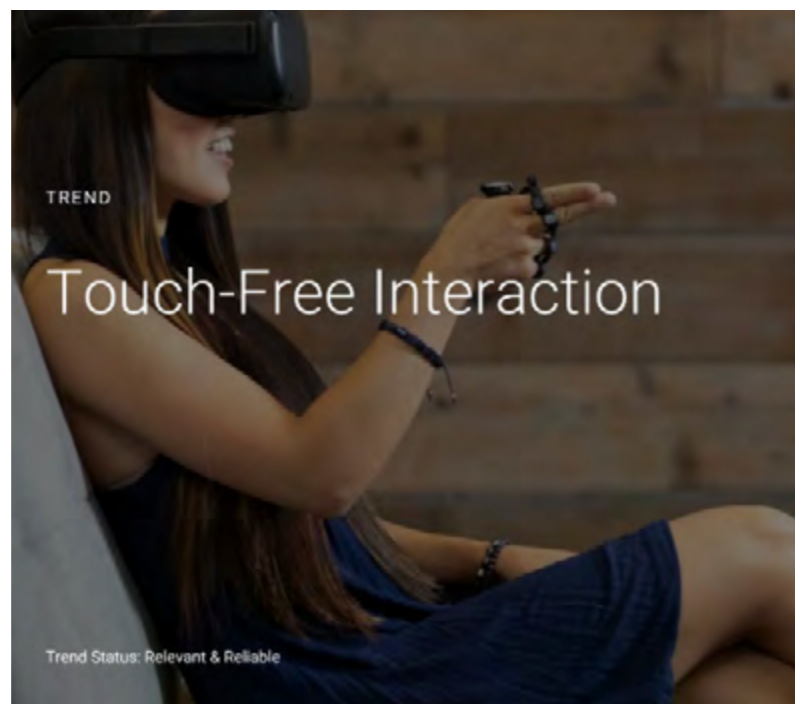 TREND
Touch-Free Interaction
Trend Status: Relevant & Reliable